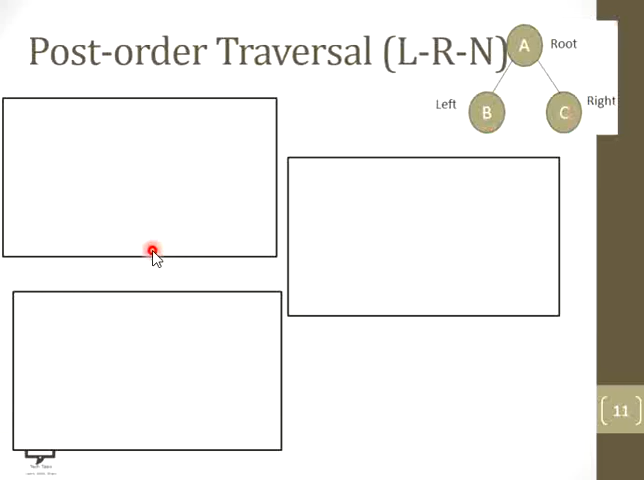 Post-order Traversal (L-R-N)
A
Root
Left
B
C
Right
11